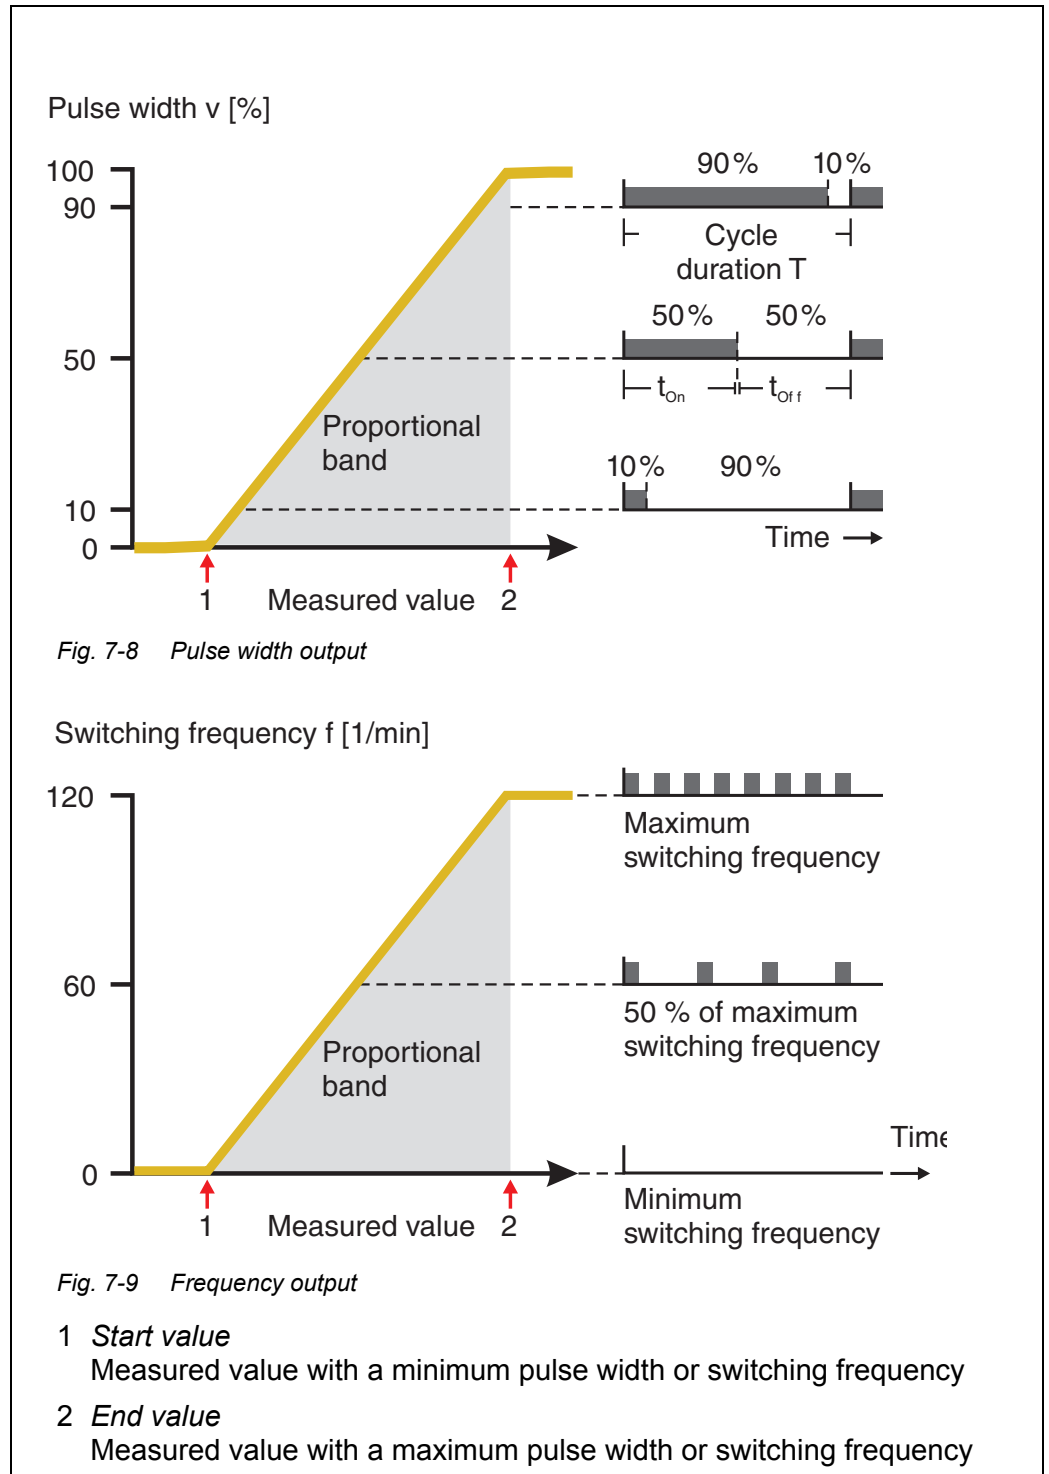 Pulse width v [%]
100
90
50
10
0
Proportional
band
1 Measured value 2
90% 10%
Cycle
duration T
50% 50%
tOn tOff
10% 90%
Time
Fig. 7-8 Pulse width output
Switching frequency f [1/min]
120
60
0
Proportional
band
1 Measured value 2
Maximum
switching frequency
50 % of maximum
switching frequency
Time
Minimum
switching frequency
Fig. 7-9 Frequency output
1 Start value
Measured value with a minimum pulse width or switching frequency
2 End value
Measured value with a maximum pulse width or switching frequency